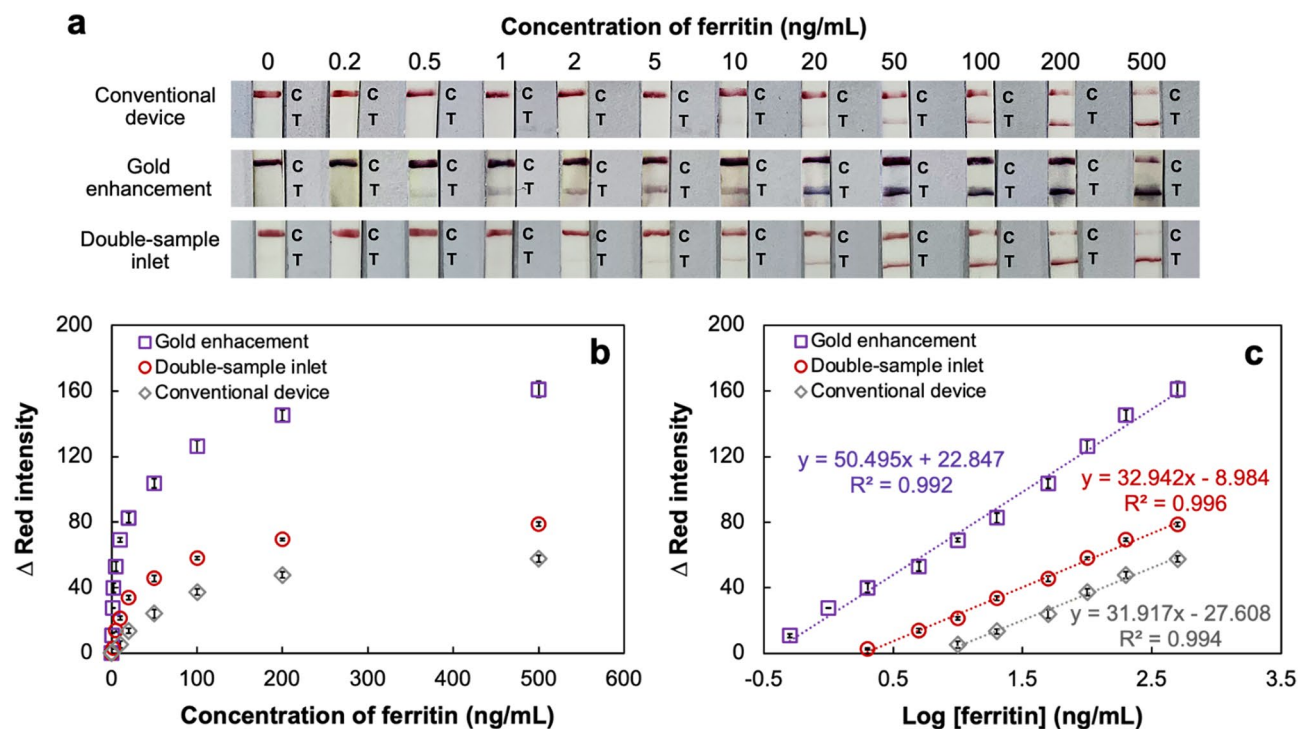 a
Concentration of ferritin (ng/mL)
0 0.2 0.5 1 2 5 10 20 50 100 200 500
Conventional
device
C C C C C C C C C C C C
T T T T T T T T T T T T
Gold
enhancement
C C C C C C C C C C C C
T T T T T T T T T T T T
Double-sample
inlet
C C C C C C C C C C C C
T T T T T T T T T T T T
b
Gold enhacement
Double-sample inlet
Conventional device
200
160
120
80
40
0
Δ Red intensity
0 100 200 300 400 500 600
Concentration of ferritin (ng/mL)
c
Gold enhancement
Double-sample inlet
Conventional device
200
160
120
80
40
0
Δ Red intensity
y = 50.495x + 22.847
R² = 0.992
y = 32.942x - 8.984
R² = 0.996
y = 31.917x - 27.608
R² = 0.994
-0.5 0.5 1.5 2.5 3.5
Log [ferritin] (ng/mL)